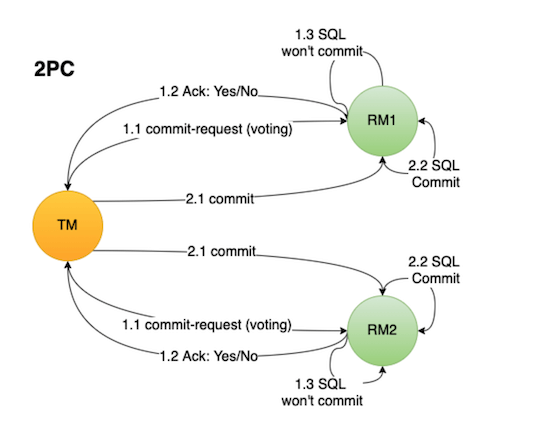 1.3 SQL
won't commit
2PC
1.2 Ack: Yes/No
1.1 commit-request (voting)
RM1
2.2 SQL
Commit
2.1 commit
TM
2.1 commit
2.2 SQL
Commit
1.1 commit-request (voting)
RM2
1.2 Ack: Yes/No
1.3 SQL
won't commit